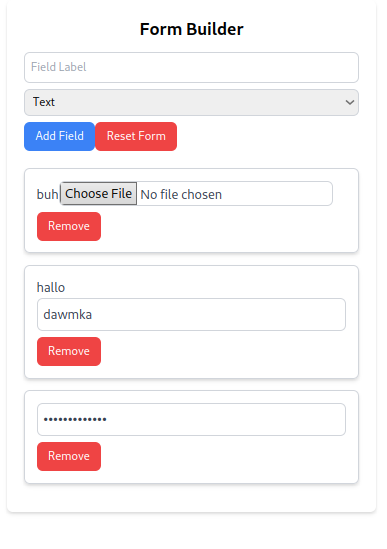 Form Builder
Field Label
Text
Add Field Reset Form
buh Choose File No file chosen
Remove
hallo
dawmka
Remove
•••••••••••••
Remove